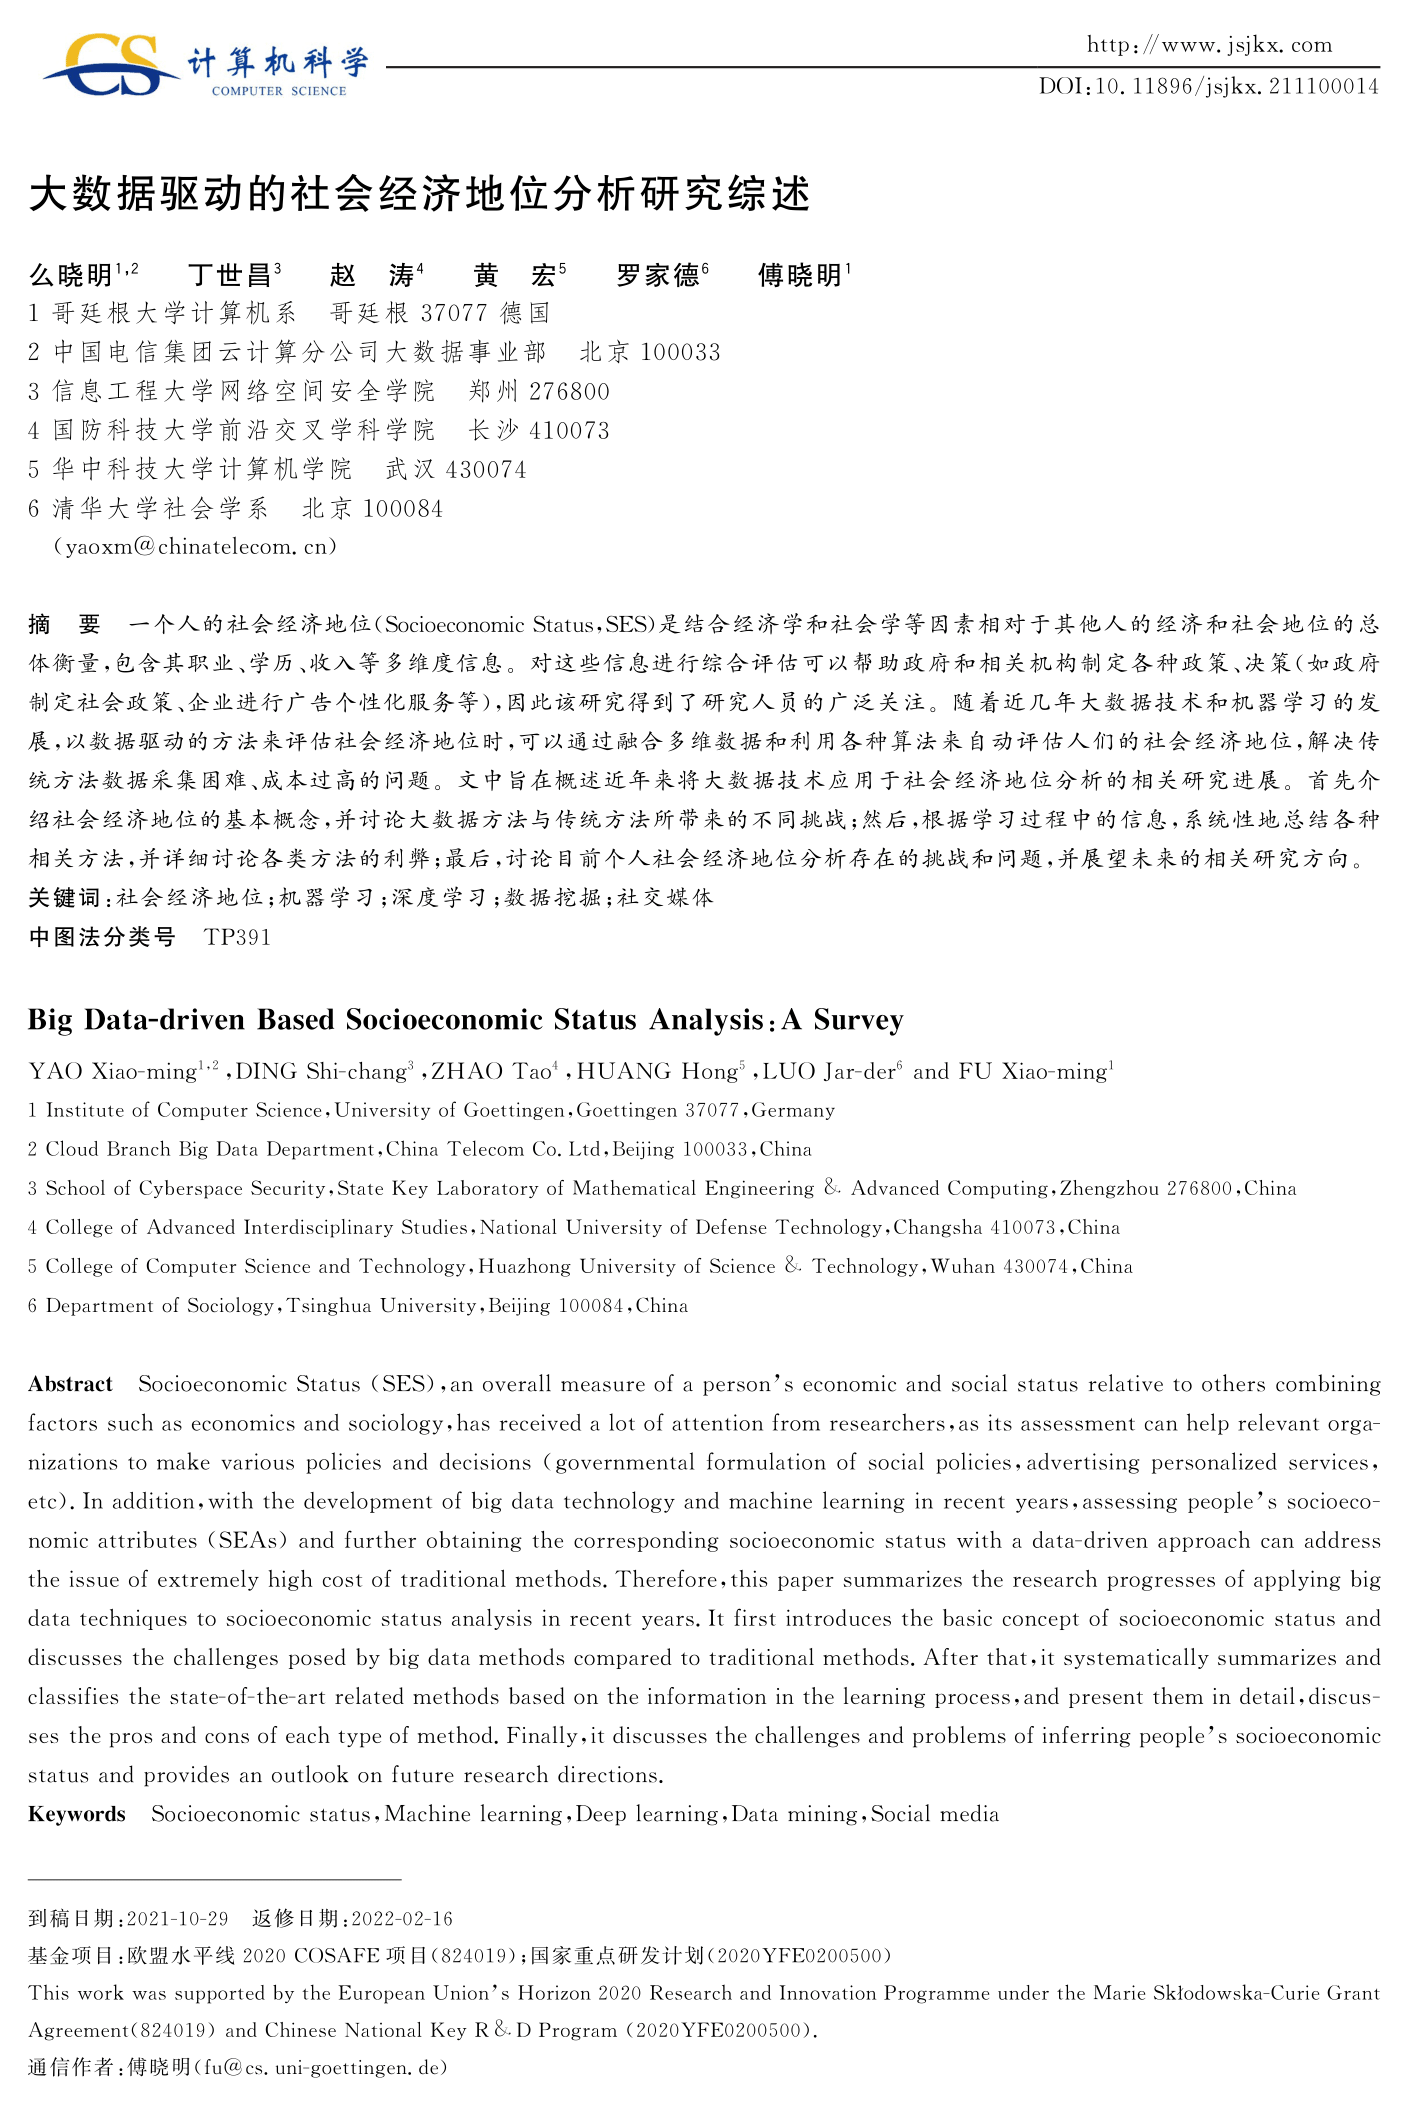 计算机科学
COMPUTER SCIENCE
http://www.jsjkx.com
DOI:10.11896/jsjkx.211100014
大数据驱动的社会经济地位分析研究综述
么晓明1,2 丁世昌3 赵 涛4 黄 宏5 罗家德6 傅晓明1
1 哥廷根大学计算机系 哥廷根 37077 德国
2 中国电信集团云计算分公司大数据事业部 北京 100033
3 信息工程大学网络空间安全学院 郑州 276800
4 国防科技大学前沿交叉学科学院 长沙 410073
5 华中科技大学计算机学院 武汉 430074
6 清华大学社会学系 北京 100084
(yaoxm@chinatelecom.cn)
摘 要 一个人的社会经济地位(Socioeconomic Status,SES)是结合经济学和社会学等因素相对于其他人的经济和社会地位的总
体衡量,包含其职业、学历、收入等多维度信息。对这些信息进行综合评估可以帮助政府和相关机构制定各种政策、决策(如政府
制定社会政策、企业进行广告个性化服务等),因此该研究得到了研究人员的广泛关注。随着近几年大数据技术和机器学习的发
展,以数据驱动的方法来评估社会经济地位时,可以通过融合多维数据和利用各种算法来自动评估人们的社会经济地位,解决传
统方法数据采集困难、成本过高的问题。文中旨在概述近年来将大数据技术应用于社会经济地位分析的相关研究进展。首先介
绍社会经济地位的基本概念,并讨论大数据方法与传统方法所带来的不同挑战;然后,根据学习过程中的信息,系统性地总结各种
相关方法,并详细讨论各类方法的利弊;最后,讨论目前个人社会经济地位分析存在的挑战和问题,并展望未来的相关研究方向。
关键词:社会经济地位;机器学习;深度学习;数据挖掘;社交媒体
中图法分类号 TP391
Big Data-driven Based Socioeconomic Status Analysis:A Survey
YAO Xiao-ming1,2,DING Shi-chang3,ZHAO Tao4,HUANG Hong5,LUO Jar-der6 and FU Xiao-ming1
1 Institute of Computer Science,University of Goettingen,Goettingen 37077,Germany
2 Cloud Branch Big Data Department,China Telecom Co. Ltd,Beijing 100033,China
3 School of Cyberspace Security,State Key Laboratory of Mathematical Engineering & Advanced Computing,Zhengzhou 276800,China
4 College of Advanced Interdisciplinary Studies,National University of Defense Technology,Changsha 410073,China
5 College of Computer Science and Technology,Huazhong University of Science & Technology,Wuhan 430074,China
6 Department of Sociology,Tsinghua University,Beijing 100084,China
Abstract Socioeconomic Status (SES),an overall measure of a person's economic and social status relative to others combining
factors such as economics and sociology,has received a lot of attention from researchers,as its assessment can help relevant orga-
nizations to make various policies and decisions (governmental formulation of social policies,advertising personalized services,
etc). In addition,with the development of big data technology and machine learning in recent years,assessing people's socioeco-
nomic attributes (SEAs) and further obtaining the corresponding socioeconomic status with a data-driven approach can address
the issue of extremely high cost of traditional methods. Therefore,this paper summarizes the research progresses of applying big
data techniques to socioeconomic status analysis in recent years. It first introduces the basic concept of socioeconomic status and
discusses the challenges posed by big data methods compared to traditional methods. After that,it systematically summarizes and
classifies the state-of-the-art related methods based on the information in the learning process,and present them in detail,discus-
ses the pros and cons of each type of method. Finally,it discusses the challenges and problems of inferring people's socioeconomic
status and provides an outlook on future research directions.
Keywords Socioeconomic status,Machine learning,Deep learning,Data mining,Social media
到稿日期:2021-10-29 返修日期:2022-02-16
基金项目:欧盟水平线 2020 COSAFE 项目(824019);国家重点研发计划(2020YFE0200500)
This work was supported by the European Union's Horizon 2020 Research and Innovation Programme under the Marie Skłodowska-Curie Grant
Agreement(824019) and Chinese National Key R&D Program (2020YFE0200500).
通信作者:傅晓明(fu@cs.uni-goettingen.de)